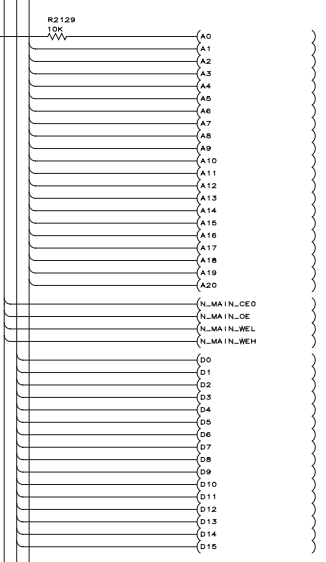 R2129
10K
A0
A1
A2
A3
A4
A5
A6
A7
A8
A9
A10
A11
A12
A13
A14
A15
A16
A17
A18
A19
A20
N_MAIN_CE0
N_MAIN_OE
N_MAIN_WEL
N_MAIN_WEH
D0
D1
D2
D3
D4
D5
D6
D7
D8
D9
D10
D11
D12
D13
D14
D15